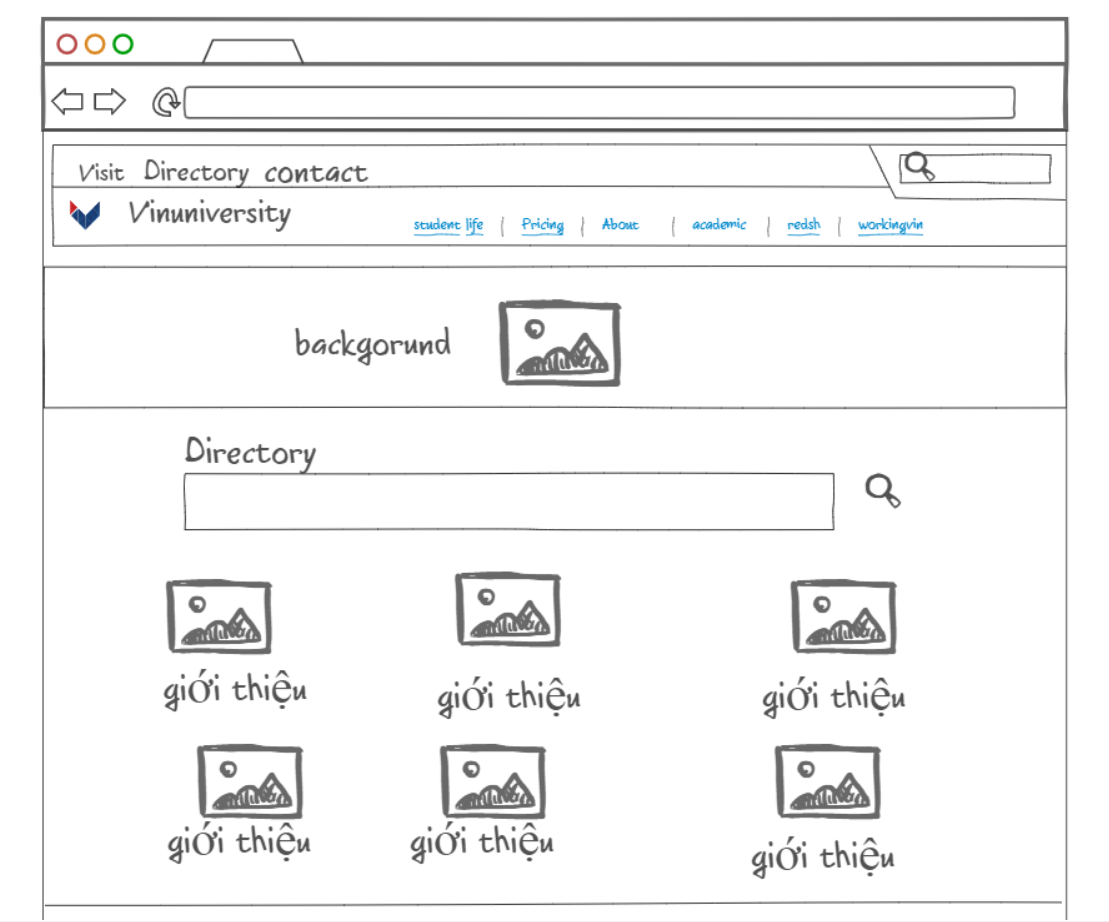 Visit Directory contact
Vinuniversity
student life | Pricing | About | academic | redsh | workingvin
backgorund
Directory
giới thiệu giới thiệu giới thiệu
giới thiệu giới thiệu giới thiệu